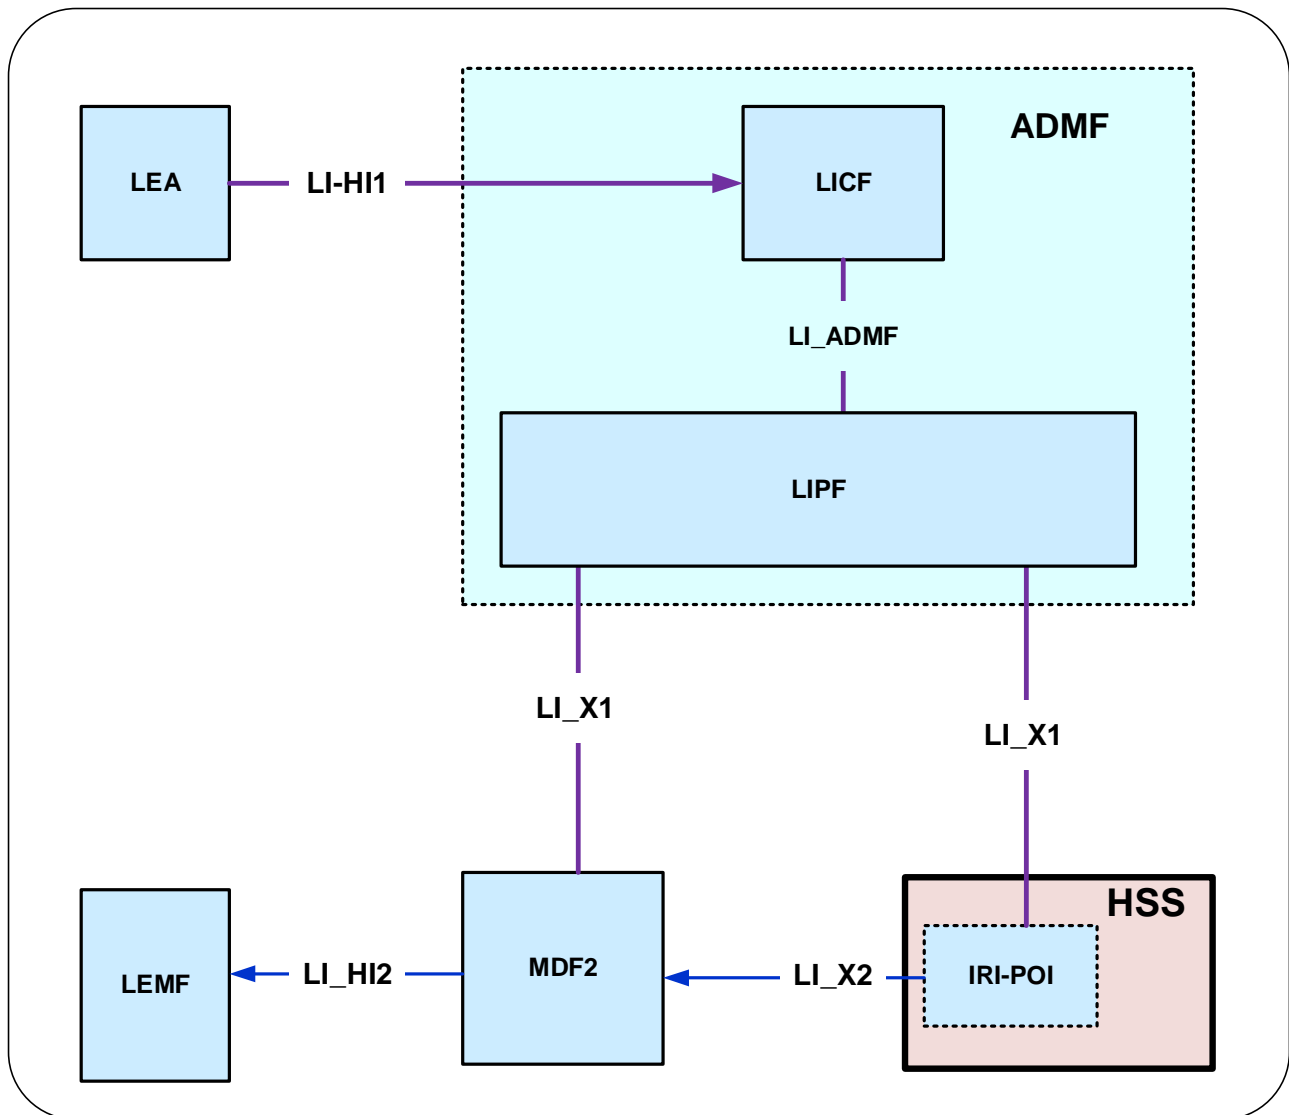 ADMF
LEA
LI-HI1
LICF
LI_ADMF
LIPF
LI_X1
LI_X1
HSS
LEMF
LI_HI2
MDF2
LI_X2
IRI-POI